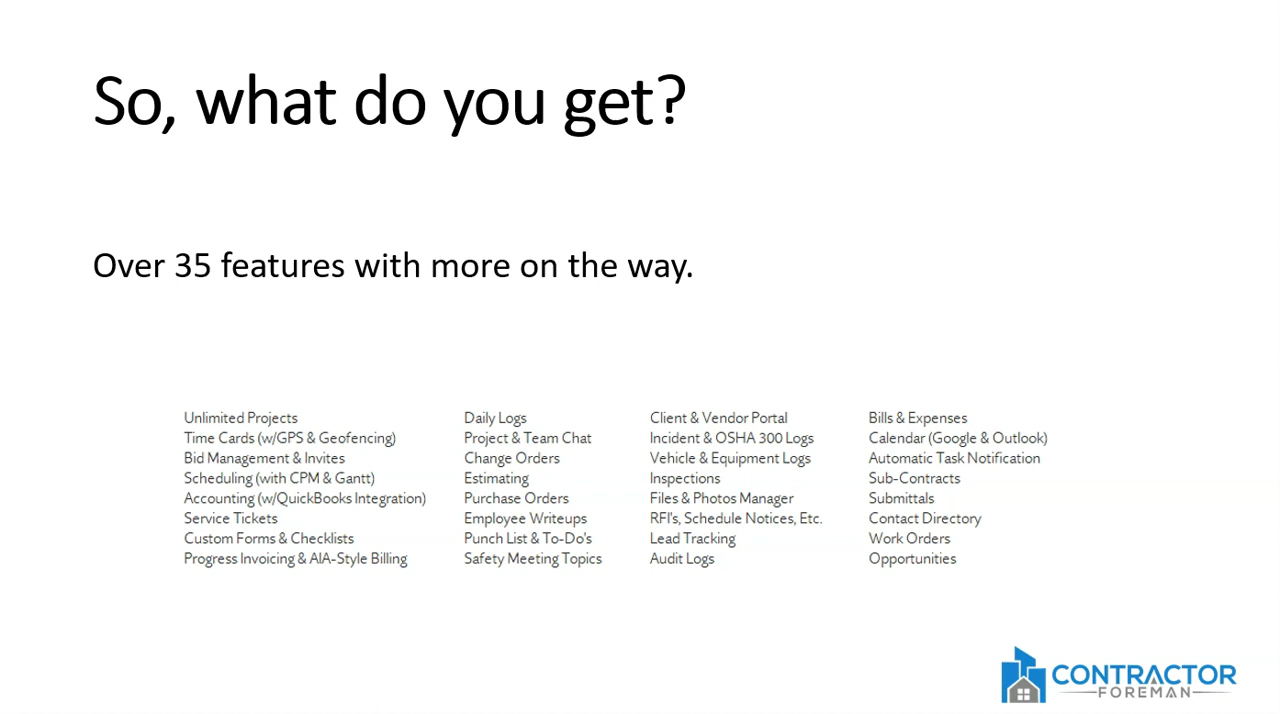 So, what do you get?
Over 35 features with more on the way.
Unlimited Projects
Time Cards (w/GPS & Geofencing)
Bid Management & Invites
Scheduling (with CPM & Gantt)
Accounting (w/QuickBooks Integration)
Service Tickets
Custom Forms & Checklists
Progress Invoicing & AIA-Style Billing
Daily Logs
Project & Team Chat
Change Orders
Estimating
Purchase Orders
Employee Writeups
Punch List & To-Do's
Safety Meeting Topics
Client & Vendor Portal
Incident & OSHA 300 Logs
Vehicle & Equipment Logs
Inspections
Files & Photos Manager
RFI's, Schedule Notices, Etc.
Lead Tracking
Audit Logs
Bills & Expenses
Calendar (Google & Outlook)
Automatic Task Notification
Sub-Contracts
Submittals
Contact Directory
Work Orders
Opportunities
CONTRACTOR
FOREMAN